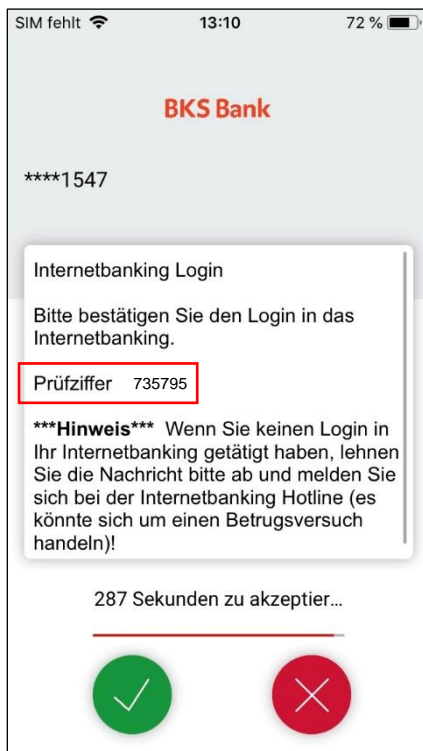 SIM fehlt 13:10 72 %
BKS Bank
****1547
Internetbanking Login
Bitte bestätigen Sie den Login in das
Internetbanking.
Prüfziffer 735795
***Hinweis*** Wenn Sie keinen Login in
Ihr Internetbanking getätigt haben, lehnen
Sie die Nachricht bitte ab und melden Sie
sich bei der Internetbanking Hotline (es
könnte sich um einen Betrugsversuch
handeln)!
287 Sekunden zu akzeptier...